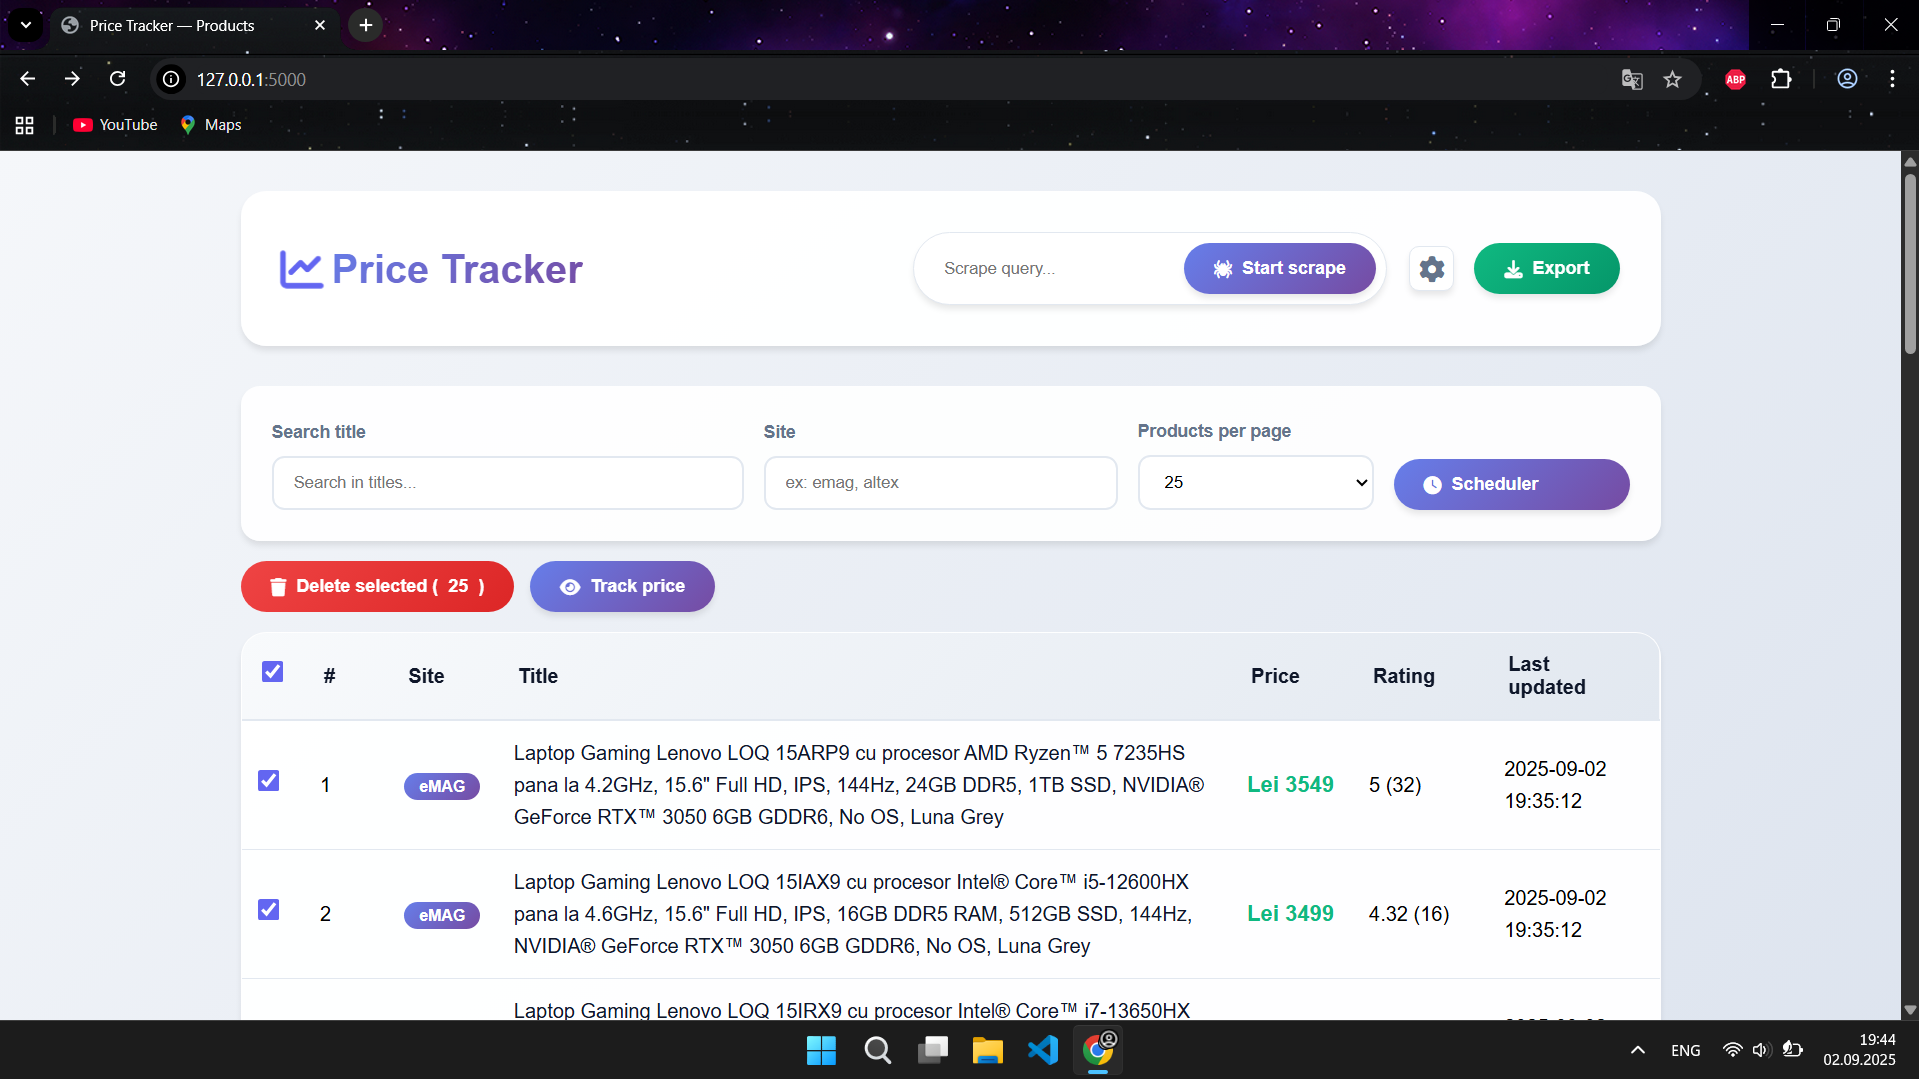 Price Tracker — Products
127.0.0.1:5000
ABP
YouTube
Maps
Price Tracker
Scrape query...
Start scrape
Export
Search title
Site
Products per page
Search in titles...
ex: emag, altex
25
Scheduler
Delete selected ( 25 )
Track price
#
Site
Title
Price
Rating
Last
updated
1
eMAG
Laptop Gaming Lenovo LOQ 15ARP9 cu procesor AMD Ryzen™ 5 7235HS
pana la 4.2GHz, 15.6" Full HD, IPS, 144Hz, 24GB DDR5, 1TB SSD, NVIDIA®
GeForce RTX™ 3050 6GB GDDR6, No OS, Luna Grey
Lei 3549
5 (32)
2025-09-02
19:35:12
2
eMAG
Laptop Gaming Lenovo LOQ 15IAX9 cu procesor Intel® Core™ i5-12600HX
pana la 4.6GHz, 15.6" Full HD, IPS, 16GB DDR5 RAM, 512GB SSD, 144Hz,
NVIDIA® GeForce RTX™ 3050 6GB GDDR6, No OS, Luna Grey
Lei 3499
4.32 (16)
2025-09-02
19:35:12
Laptop Gaming Lenovo LOQ 15IRX9 cu procesor Intel® Core™ i7-13650HX
ENG
19:44
02.09.2025